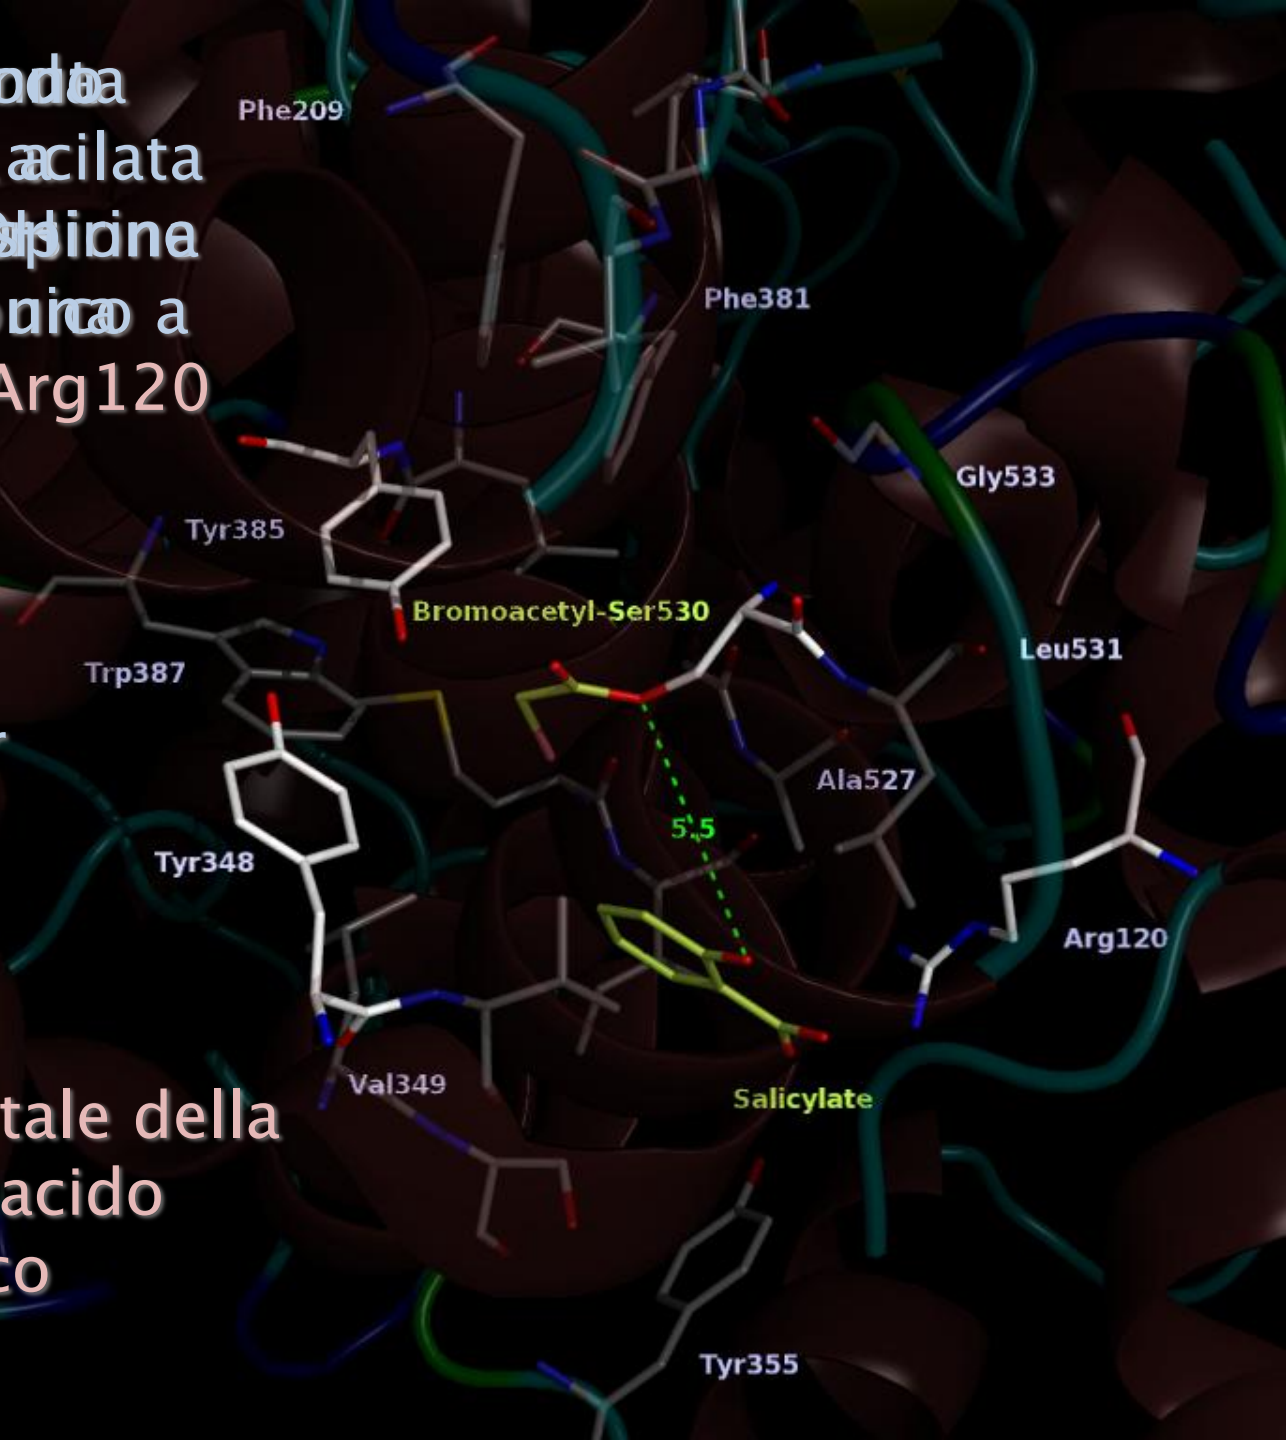 Phe209
acilata
Phe381
a
Arg120
Gly533
Tyr385
Bromoacetyl-Ser530
Leu531
Trp387
Ala527
5.5
Tyr348
Arg120
Val349
Salicylate
tale della
acido
co
Tyr355